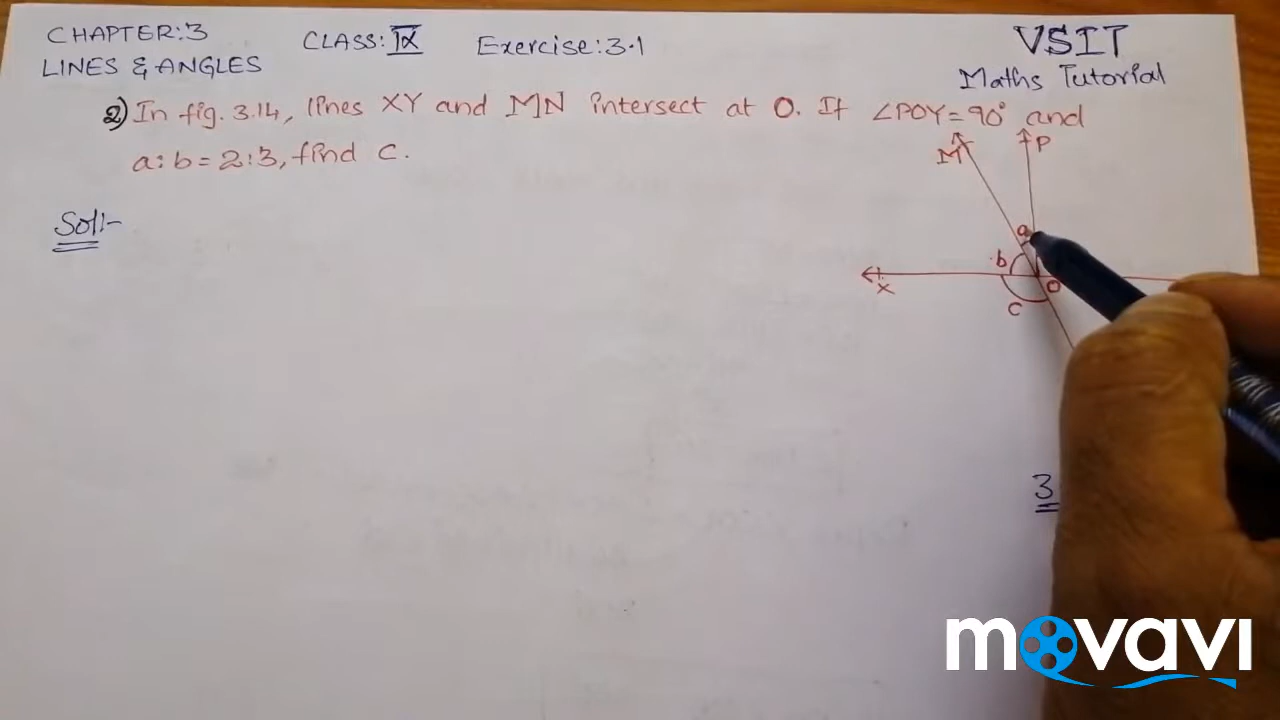 CHAPTER:3
LINES & ANGLES
CLASS: IX
Exercise: 3.1
VSIT
Maths Tutorial
2) In fig. 3.14, lines XY and MN intersect at O. If ∠POY = 90° and
a:b = 2:3, find c.
Sol:-
M
P
a
b
X
O
c
3
movavi